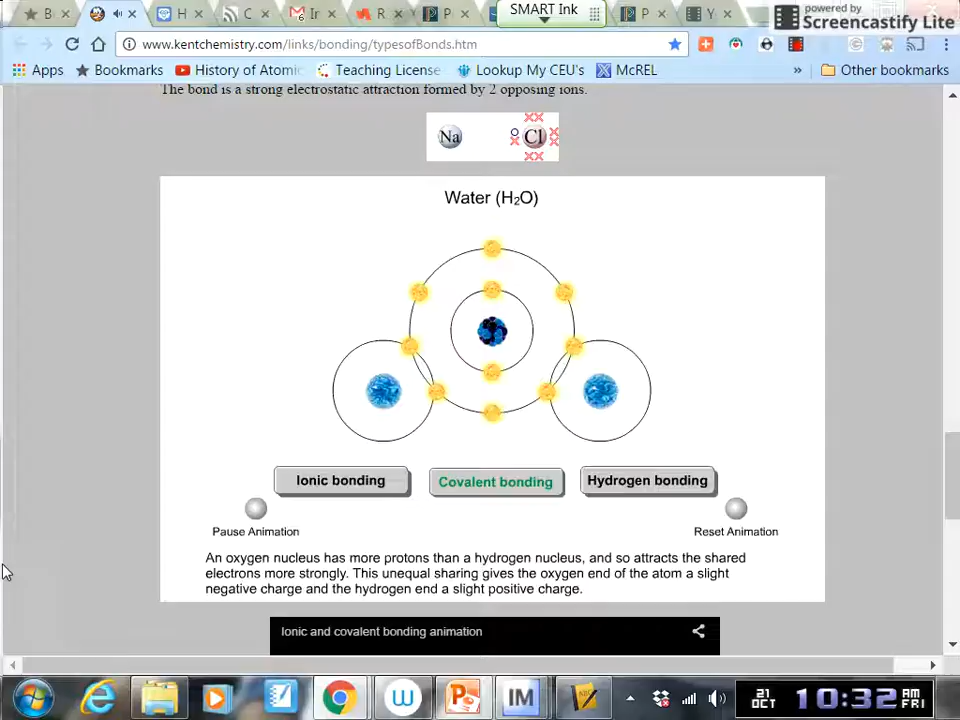 B H C Ir R P P Y
SMART Ink
powered by
Screencastify Lite
www.kentchemistry.com/links/bonding/typesofBonds.htm
Apps Bookmarks History of Atomic Teaching License Lookup My CEU's McREL » Other bookmarks
The bond is a strong electrostatic attraction formed by 2 opposing ions.
Na Cl
Water (H₂O)
Ionic bonding Covalent bonding Hydrogen bonding
Pause Animation Reset Animation
An oxygen nucleus has more protons than a hydrogen nucleus, and so attracts the shared
electrons more strongly. This unequal sharing gives the oxygen end of the atom a slight
negative charge and the hydrogen end a slight positive charge.
Ionic and covalent bonding animation
W P IM
21 OCT 10:32 AM FRI